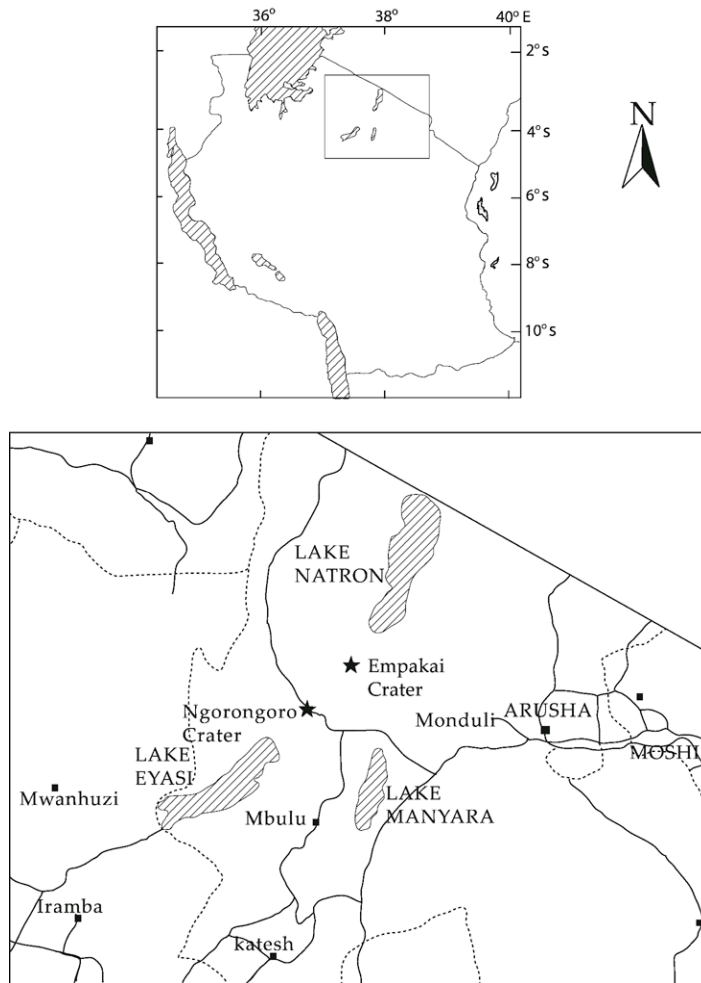 36°
38°
40° E
2° S
4° S
6° S
8° S
10° S
N
LAKE
NATRON
Empakai
Crater
Ngorongoro
Crater
Monduli
ARUSHA
MOSHI
LAKE
EYASI
Mwanhuzi
Mbulu
LAKE
MANYARA
Iramba
katesh